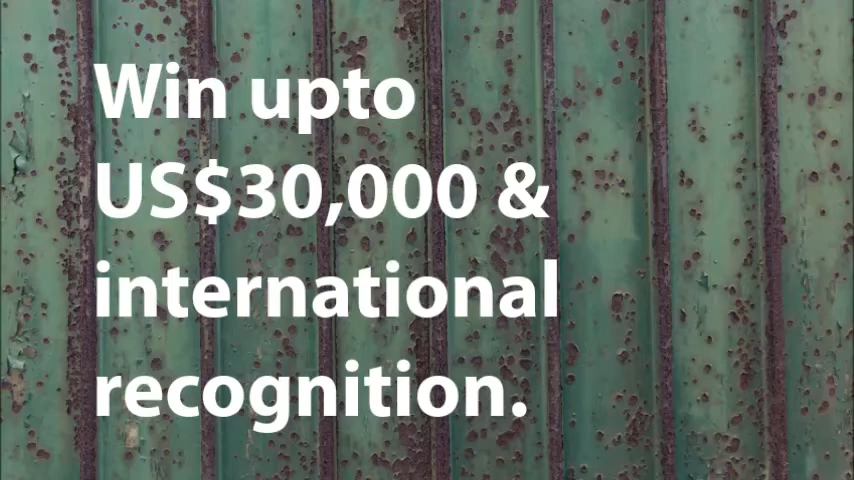 Win upto
US$30,000 &
international
recognition.